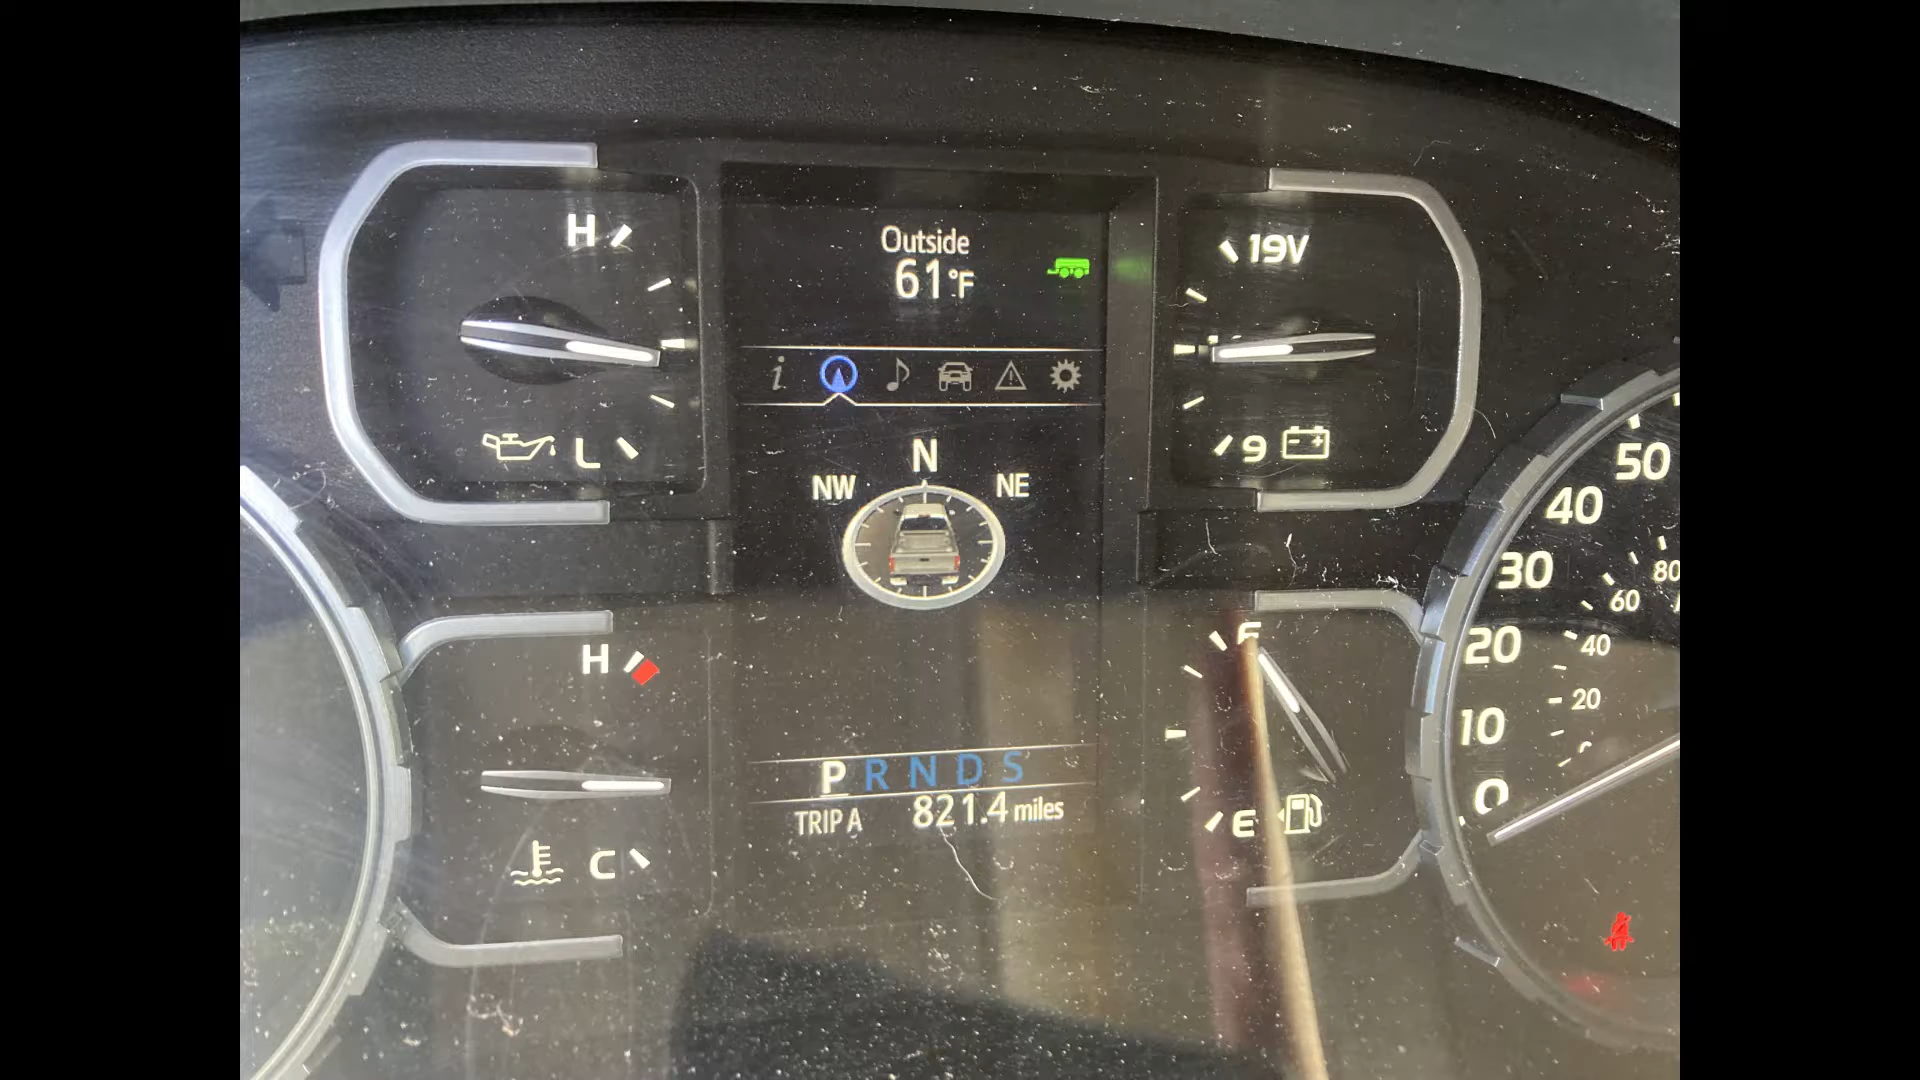 H
Outside
61°F
19V
i
L
9
N
NW NE
50
40
30
20
10
0
80
60
40
20
H
F
C
E
P R N D S
TRIP A 821.4 miles